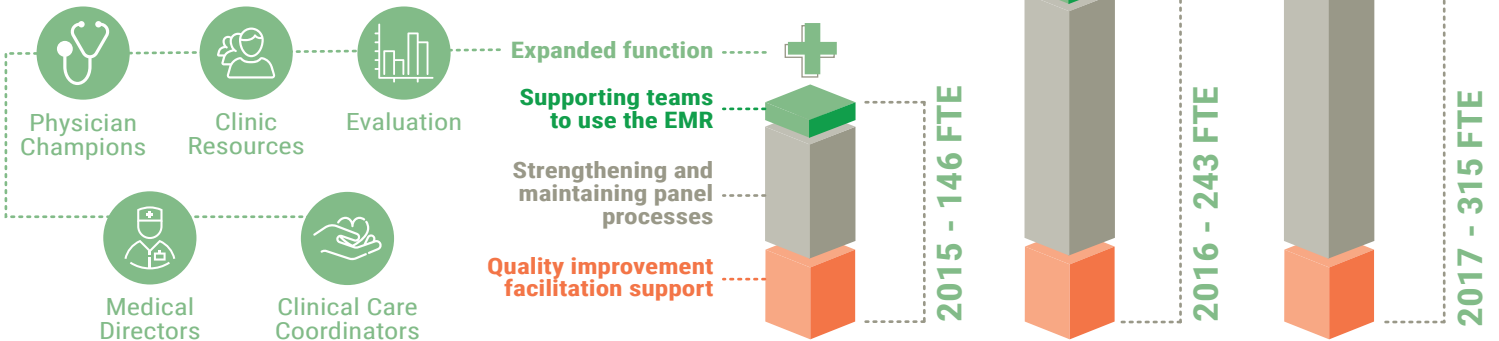 Physician
Champions
Clinic
Resources
Evaluation
Medical
Directors
Clinical Care
Coordinators
Expanded function
Supporting teams
to use the EMR
Strengthening and
maintaining panel
processes
Quality improvement
facilitation support
2015 - 146 FTE
2016 - 243 FTE
2017 - 315 FTE